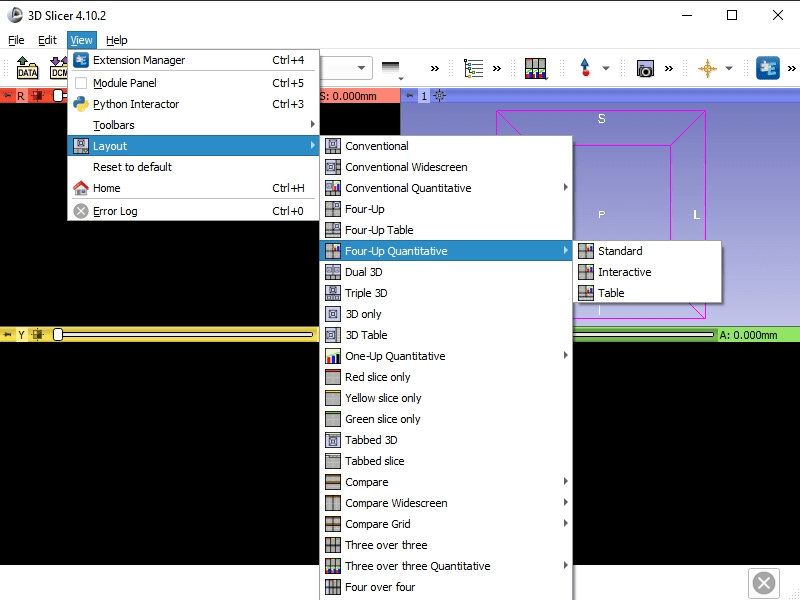 3D Slicer 4.10.2
File Edit View Help
Extension Manager Ctrl+4
Module Panel Ctrl+5
Python Interactor Ctrl+3
Toolbars
Layout
Reset to default
Home Ctrl+H
Error Log Ctrl+0
DATA
DCM
R
S: 0.000mm
1
S
P
L
I
Conventional
Conventional Widescreen
Conventional Quantitative
Four-Up
Four-Up Table
Four-Up Quantitative
Standard
Interactive
Table
Dual 3D
Triple 3D
3D only
3D Table
One-Up Quantitative
Red slice only
Yellow slice only
Green slice only
Tabbed 3D
Tabbed slice
Compare
Compare Widescreen
Compare Grid
Three over three
Three over three Quantitative
Four over four
Y
A: 0.000mm